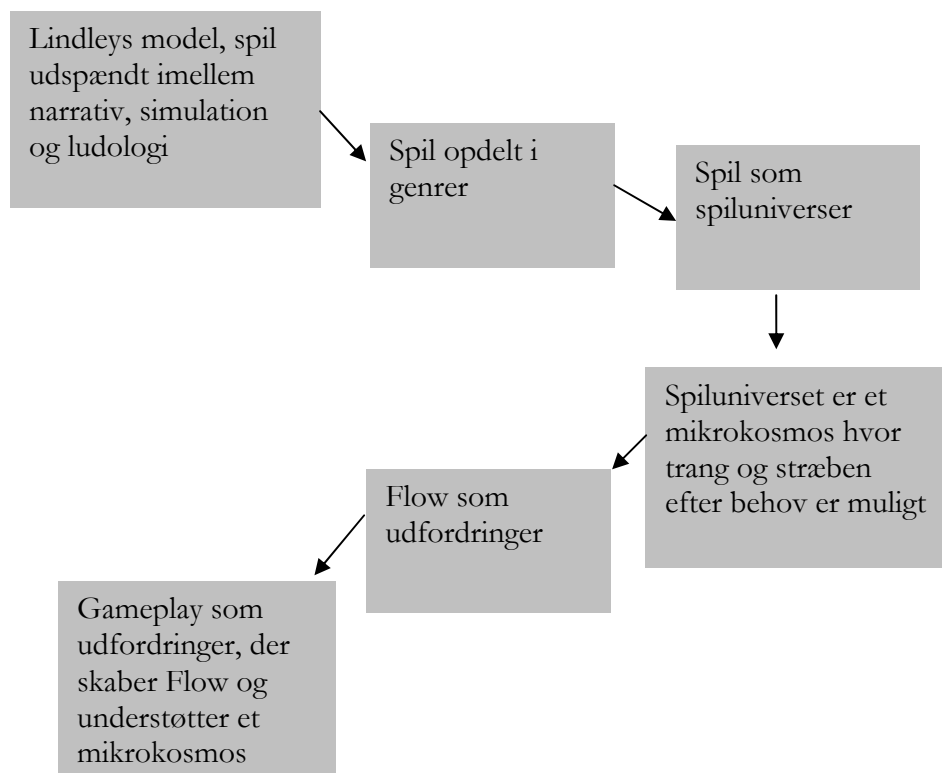 Lindleys model, spil
udspændt imellem
narrativ, simulation
og ludologi
Spil opdelt i
genrer
Spil som
spiluniverser
Spiluniverset er et
mikrokosmos hvor
trang og stræben
efter behov er muligt
Flow som
udfordringer
Gameplay som
udfordringer, der
skaber Flow og
understøtter et
mikrokosmos